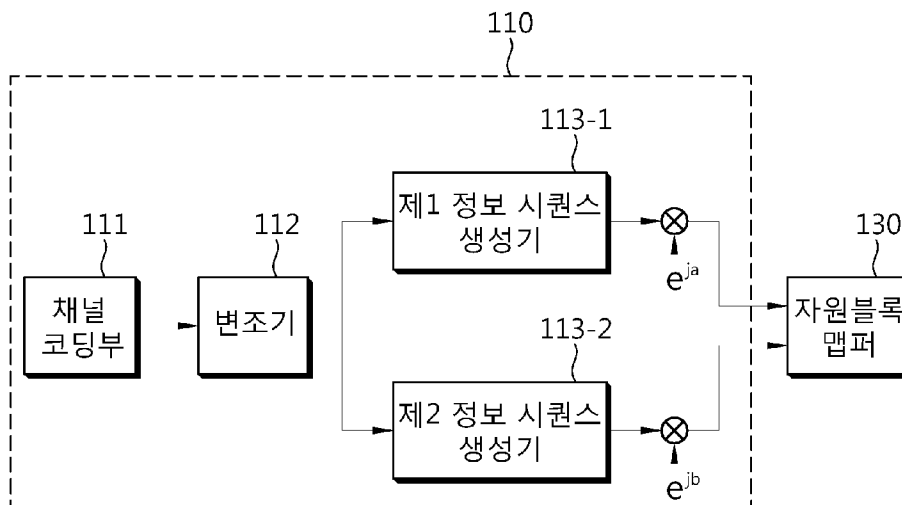 110
113-1
제1 정보 시퀀스
생성기
111
112
130
e^ja
채널
코딩부
변조기
자원블록
맵퍼
113-2
제2 정보 시퀀스
생성기
e^jb